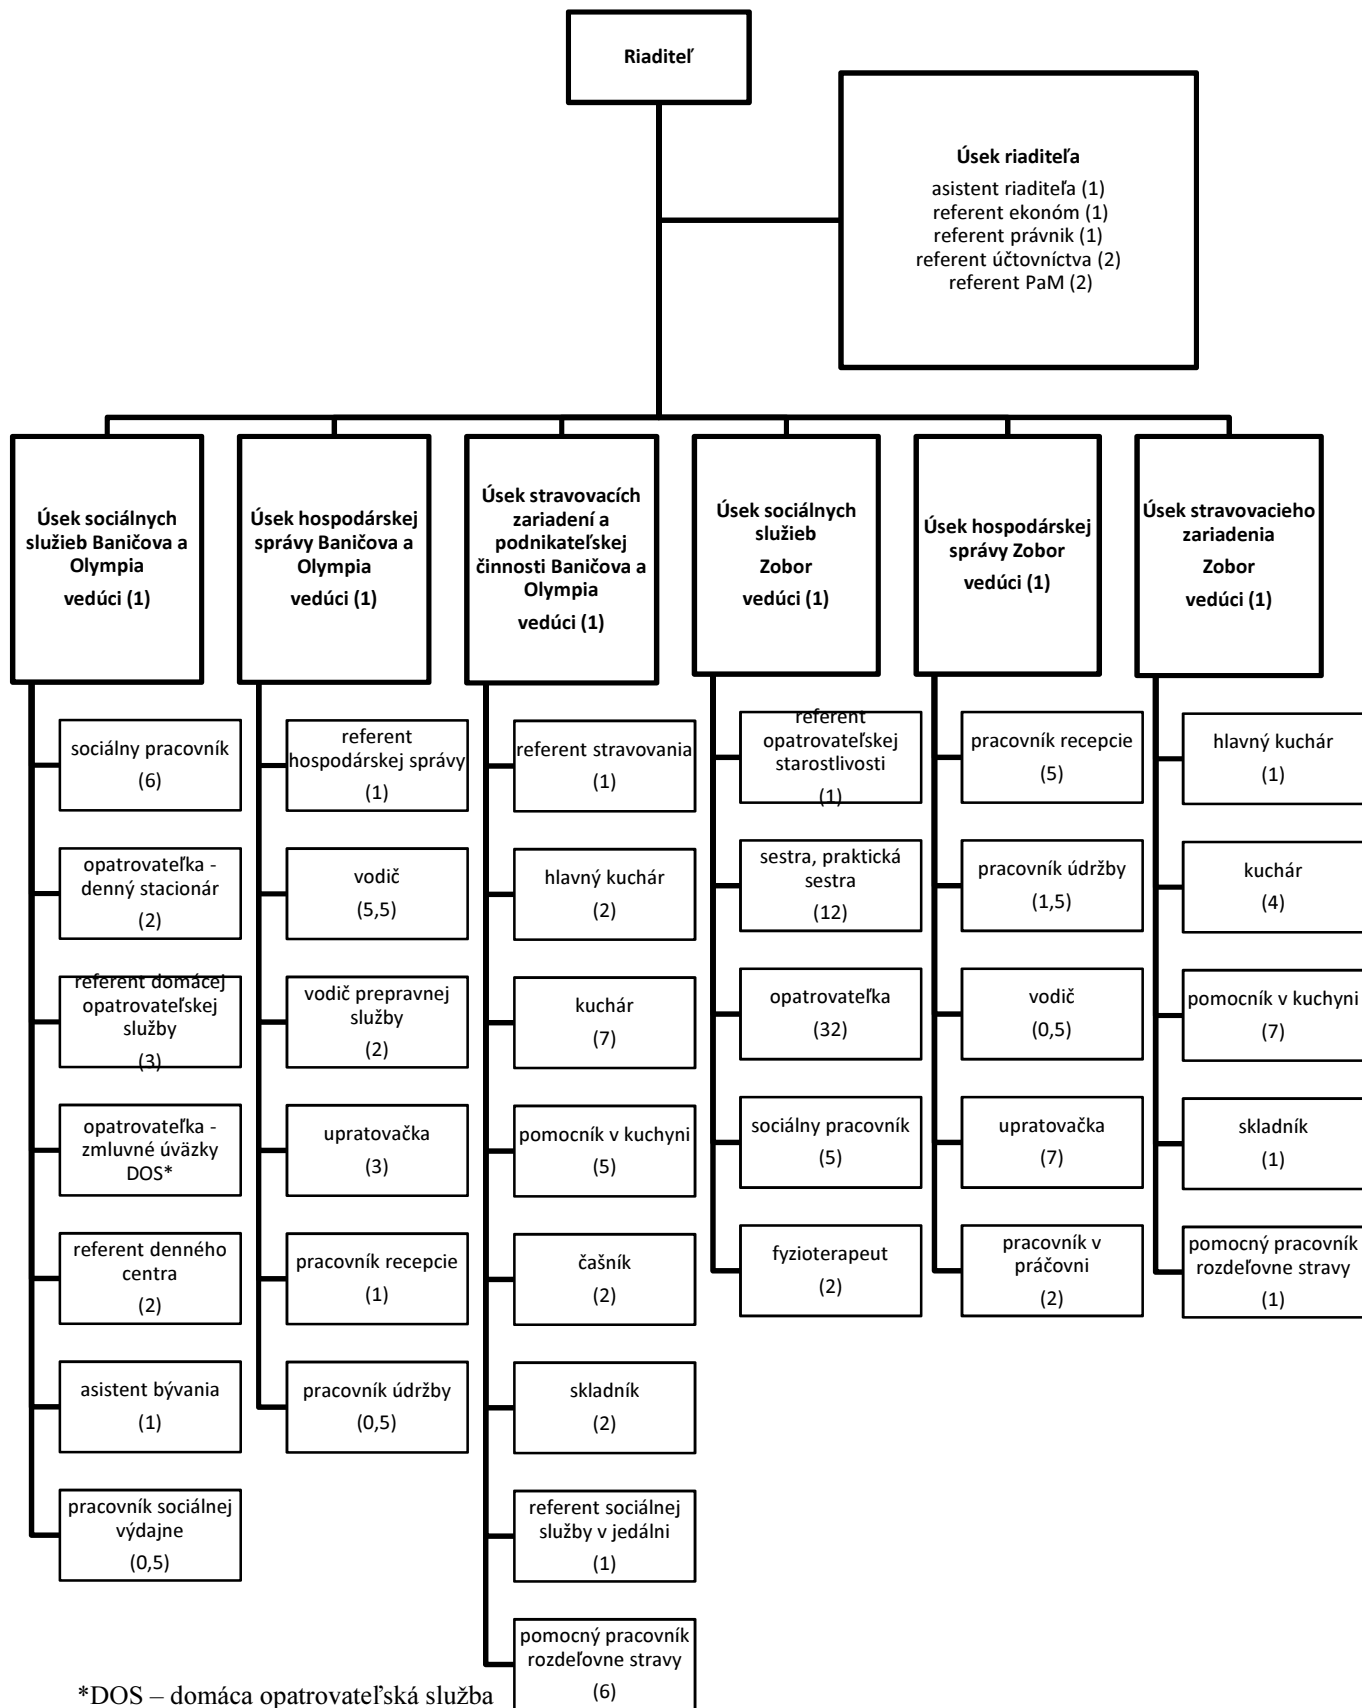 Riaditeľ
Úsek riaditeľa
asistent riaditeľa (1)
referent ekonóm (1)
referent právnik (1)
referent účtovníctva (2)
referent PaM (2)
Úsek sociálnych
služieb Baničova a
Olympia
vedúci (1)
sociálny pracovník
(6)
opatrovateľka -
denný stacionár
(2)
referent domácej
opatrovateľskej
služby
(3)
opatrovateľka -
zmluvné úväzky
DOS*
referent denného
centra
(2)
asistent bývania
(1)
pracovník sociálnej
výdajne
(0,5)
Úsek hospodárskej
správy Baničova a
Olympia
vedúci (1)
referent
hospodárskej správy
(1)
vodič
(5,5)
vodič prepravnej
služby
(2)
upratovačka
(3)
pracovník recepcie
(1)
pracovník údržby
(0,5)
Úsek stravovacích
zariadení a
podnikateľskej
činnosti Baničova a
Olympia
vedúci (1)
referent stravovania
(1)
hlavný kuchár
(2)
kuchár
(7)
pomocník v kuchyni
(5)
čašník
(2)
skladník
(2)
referent sociálnej
služby v jedálni
(1)
pomocný pracovník
rozdeľovne stravy
(6)
Úsek sociálnych
služieb
Zobor
vedúci (1)
referent
opatrovateľskej
starostlivosti
(1)
sestra, praktická
sestra
(12)
opatrovateľka
(32)
sociálny pracovník
(5)
fyzioterapeut
(2)
Úsek hospodárskej
správy Zobor
vedúci (1)
pracovník recepcie
(5)
pracovník údržby
(1,5)
vodič
(0,5)
upratovačka
(7)
pracovník v
práčovni
(2)
Úsek stravovacieho
zariadenia
Zobor
vedúci (1)
hlavný kuchár
(1)
kuchár
(4)
pomocník v kuchyni
(7)
skladník
(1)
pomocný pracovník
rozdeľovne stravy
(1)
*DOS – domáca opatrovateľská služba